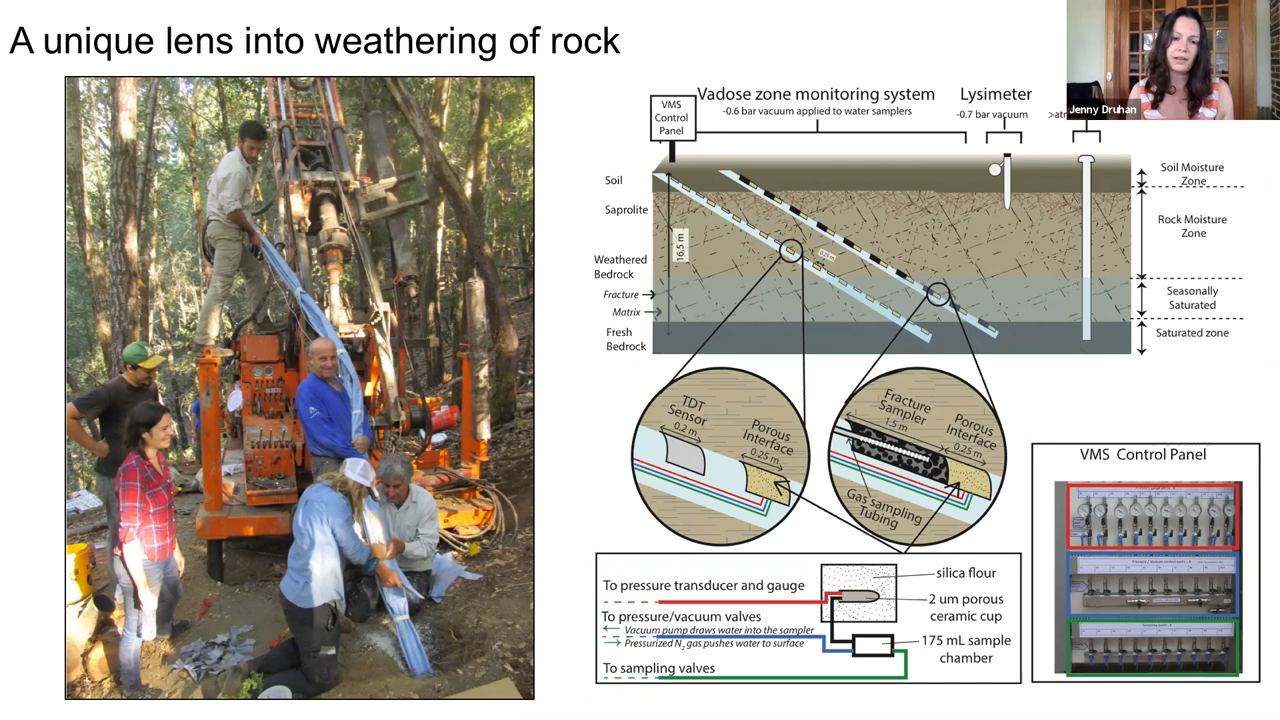 A unique lens into weathering of rock
Jenny Druhan
VMS
Control
Panel
Vadose zone monitoring system
-0.6 bar vacuum applied to water samplers
Lysimeter
-0.7 bar vacuum
Soil
Saprolite
Weathered
Bedrock
Fracture
Matrix
Fresh
Bedrock
16.5 m
0.25 m
Soil Moisture
Zone
Rock Moisture
Zone
Seasonally
Saturated
Saturated zone
TDT
Sensor
0.2 m
Porous
Interface
0.25 m
Fracture
Sampler
1.5 m
Porous
Interface
0.25 m
Gas sampling
Tubing
To pressure transducer and gauge
To pressure/vacuum valves
Vacuum pump draws water into the sampler
Pressurized N2 gas pushes water to surface
To sampling valves
silica flour
2 um porous
ceramic cup
175 mL sample
chamber
VMS Control Panel